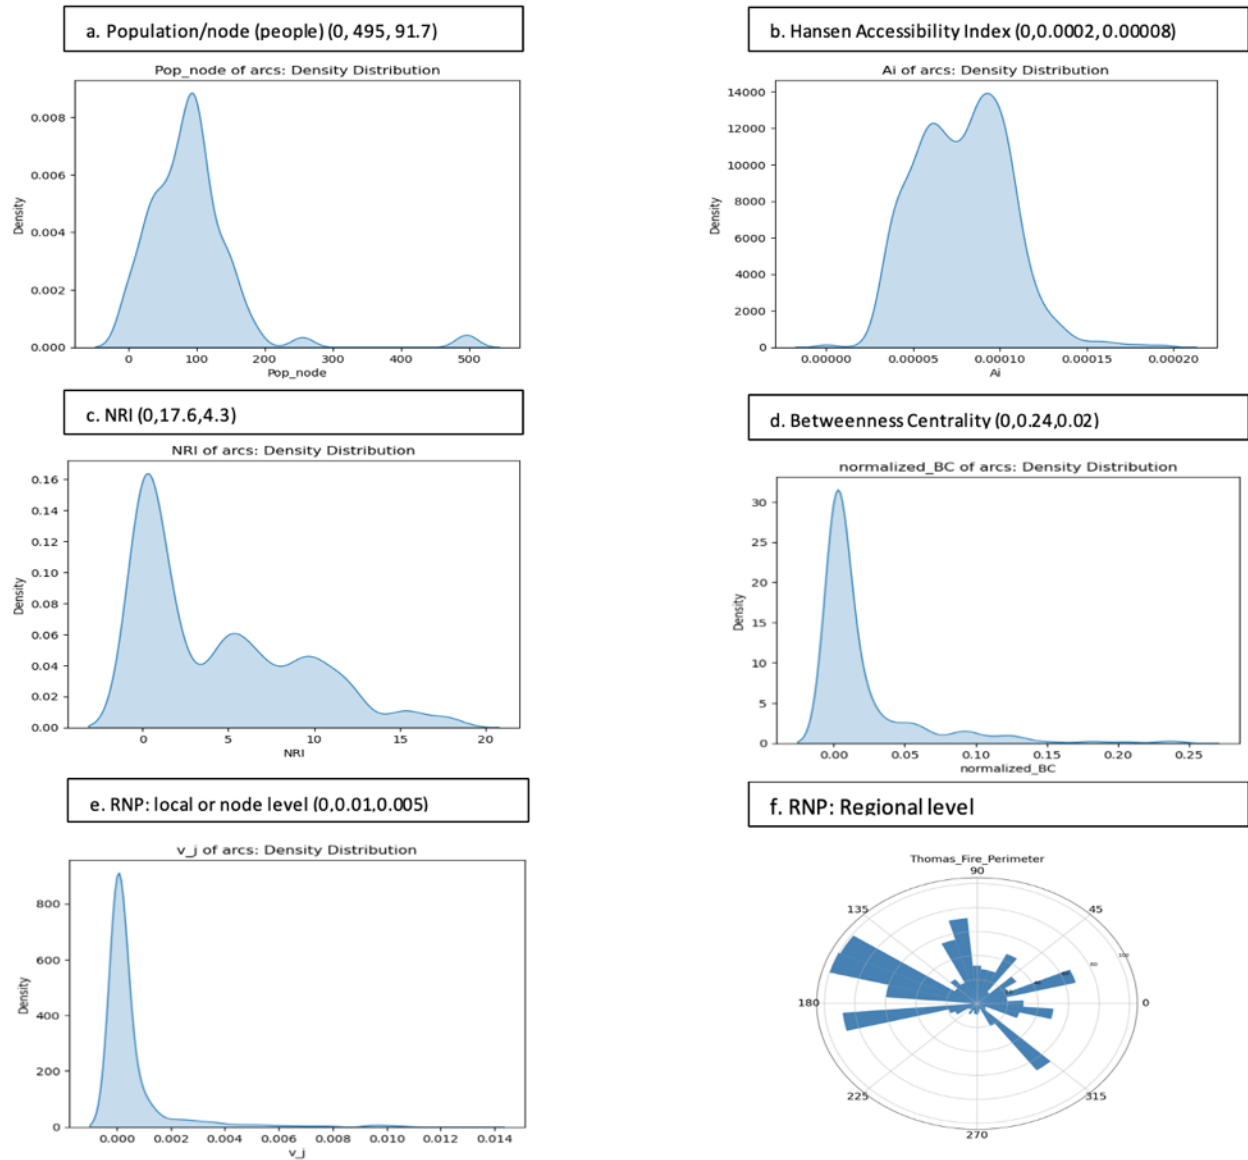 a. Population/node (people) (0, 495, 91.7)
Pop_node of arcs: Density Distribution
0.008
0.006
0.004
0.002
0.000
Density
0 100 200 300 400 500
Pop_node
b. Hansen Accessibility Index (0,0.0002, 0.00008)
Ai of arcs: Density Distribution
14000
12000
10000
8000
6000
4000
2000
0
Density
0.00000 0.00005 0.00010 0.00015 0.00020
Ai
c. NRI (0,17.6,4.3)
NRI of arcs: Density Distribution
0.16
0.14
0.12
0.10
0.08
0.06
0.04
0.02
0.00
Density
0 5 10 15 20
NRI
d. Betweenness Centrality (0,0.24,0.02)
normalized_BC of arcs: Density Distribution
30
25
20
15
10
5
0
Density
0.00 0.05 0.10 0.15 0.20 0.25
normalized_BC
e. RNP: local or node level (0,0.01,0.005)
v_j of arcs: Density Distribution
800
600
400
200
0
Density
0.000 0.002 0.004 0.006 0.008 0.010 0.012 0.014
v_j
f. RNP: Regional level
Thomas_Fire_Perimeter
90
135 45
180 0
225 315
270
80
100